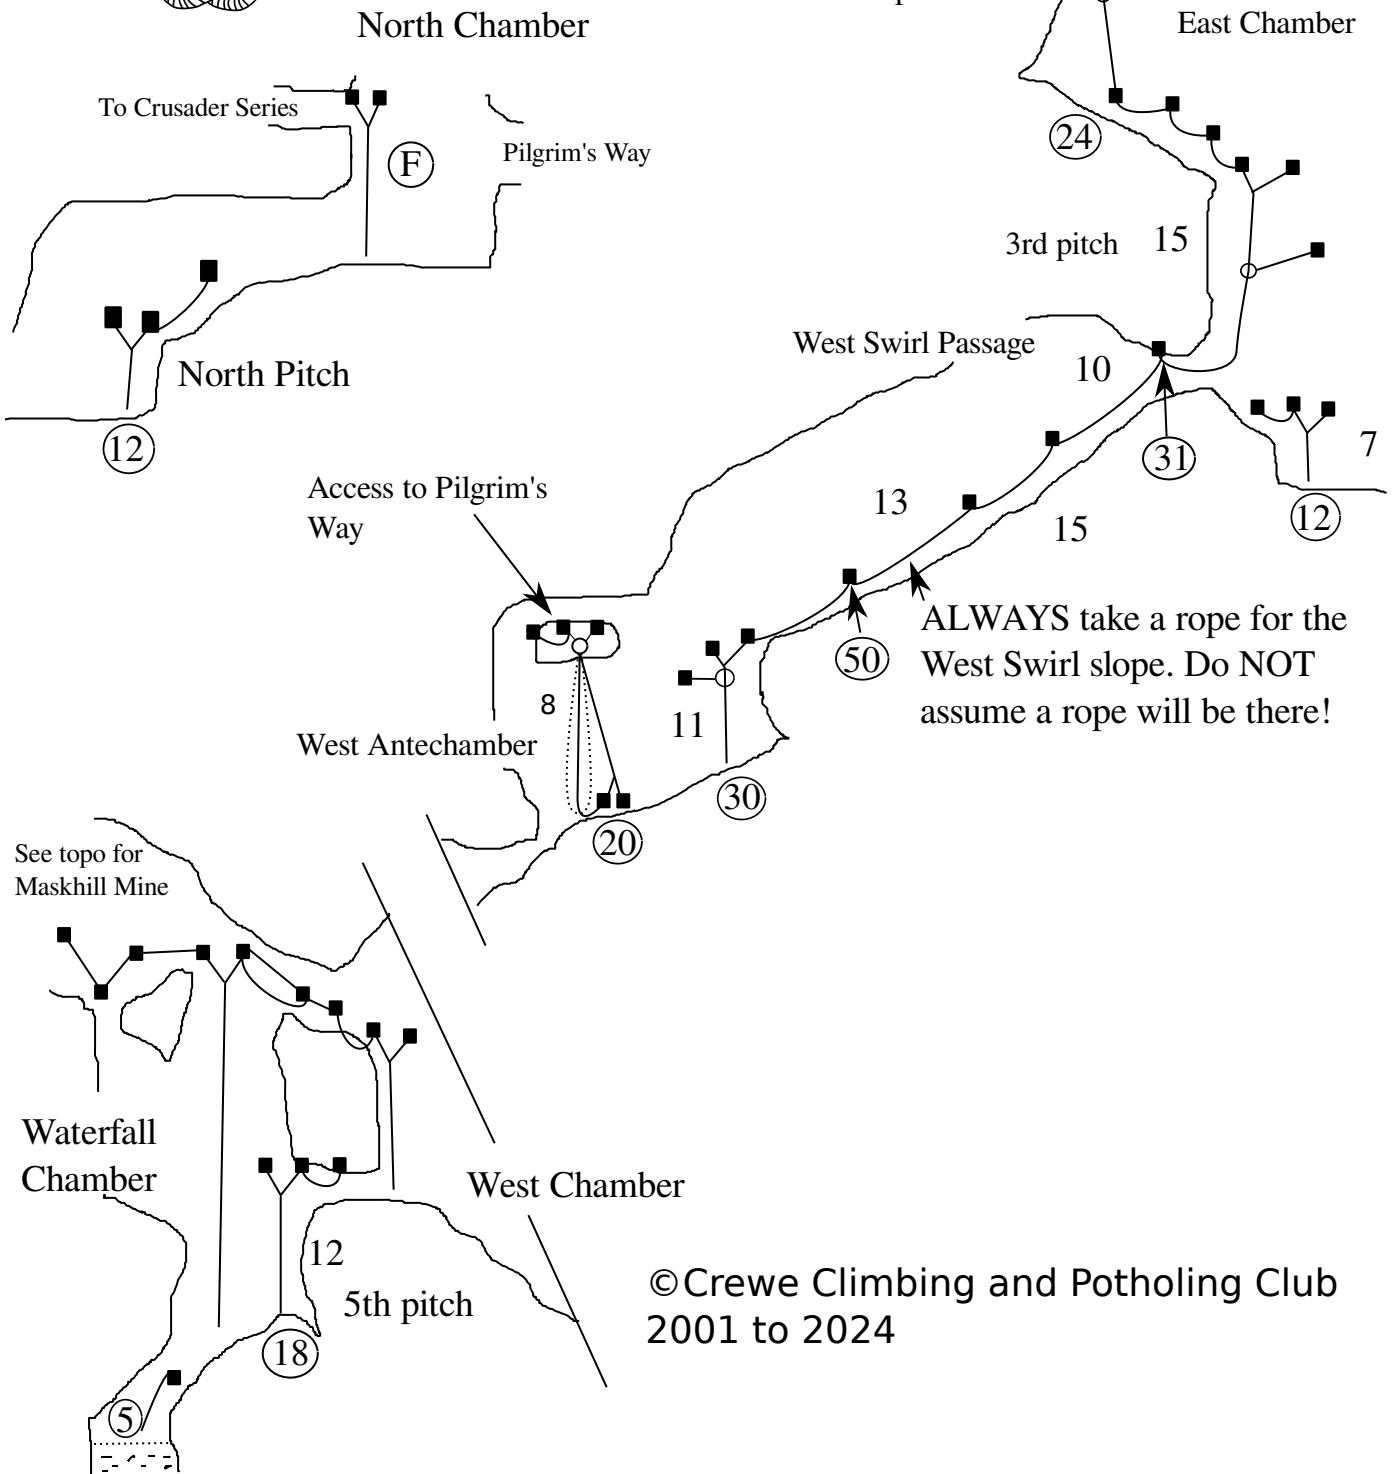 North Chamber
East Chamber
To Crusader Series
F
Pilgrim's Way
24
3rd pitch
15
West Swirl Passage
10
North Pitch
12
31
7
12
Access to Pilgrim's
Way
13
15
ALWAYS take a rope for the
West Swirl slope. Do NOT
assume a rope will be there!
50
8
11
West Antechamber
30
20
See topo for
Maskhill Mine
Waterfall
Chamber
West Chamber
12
5th pitch
18
5
©Crewe Climbing and Potholing Club
2001 to 2024